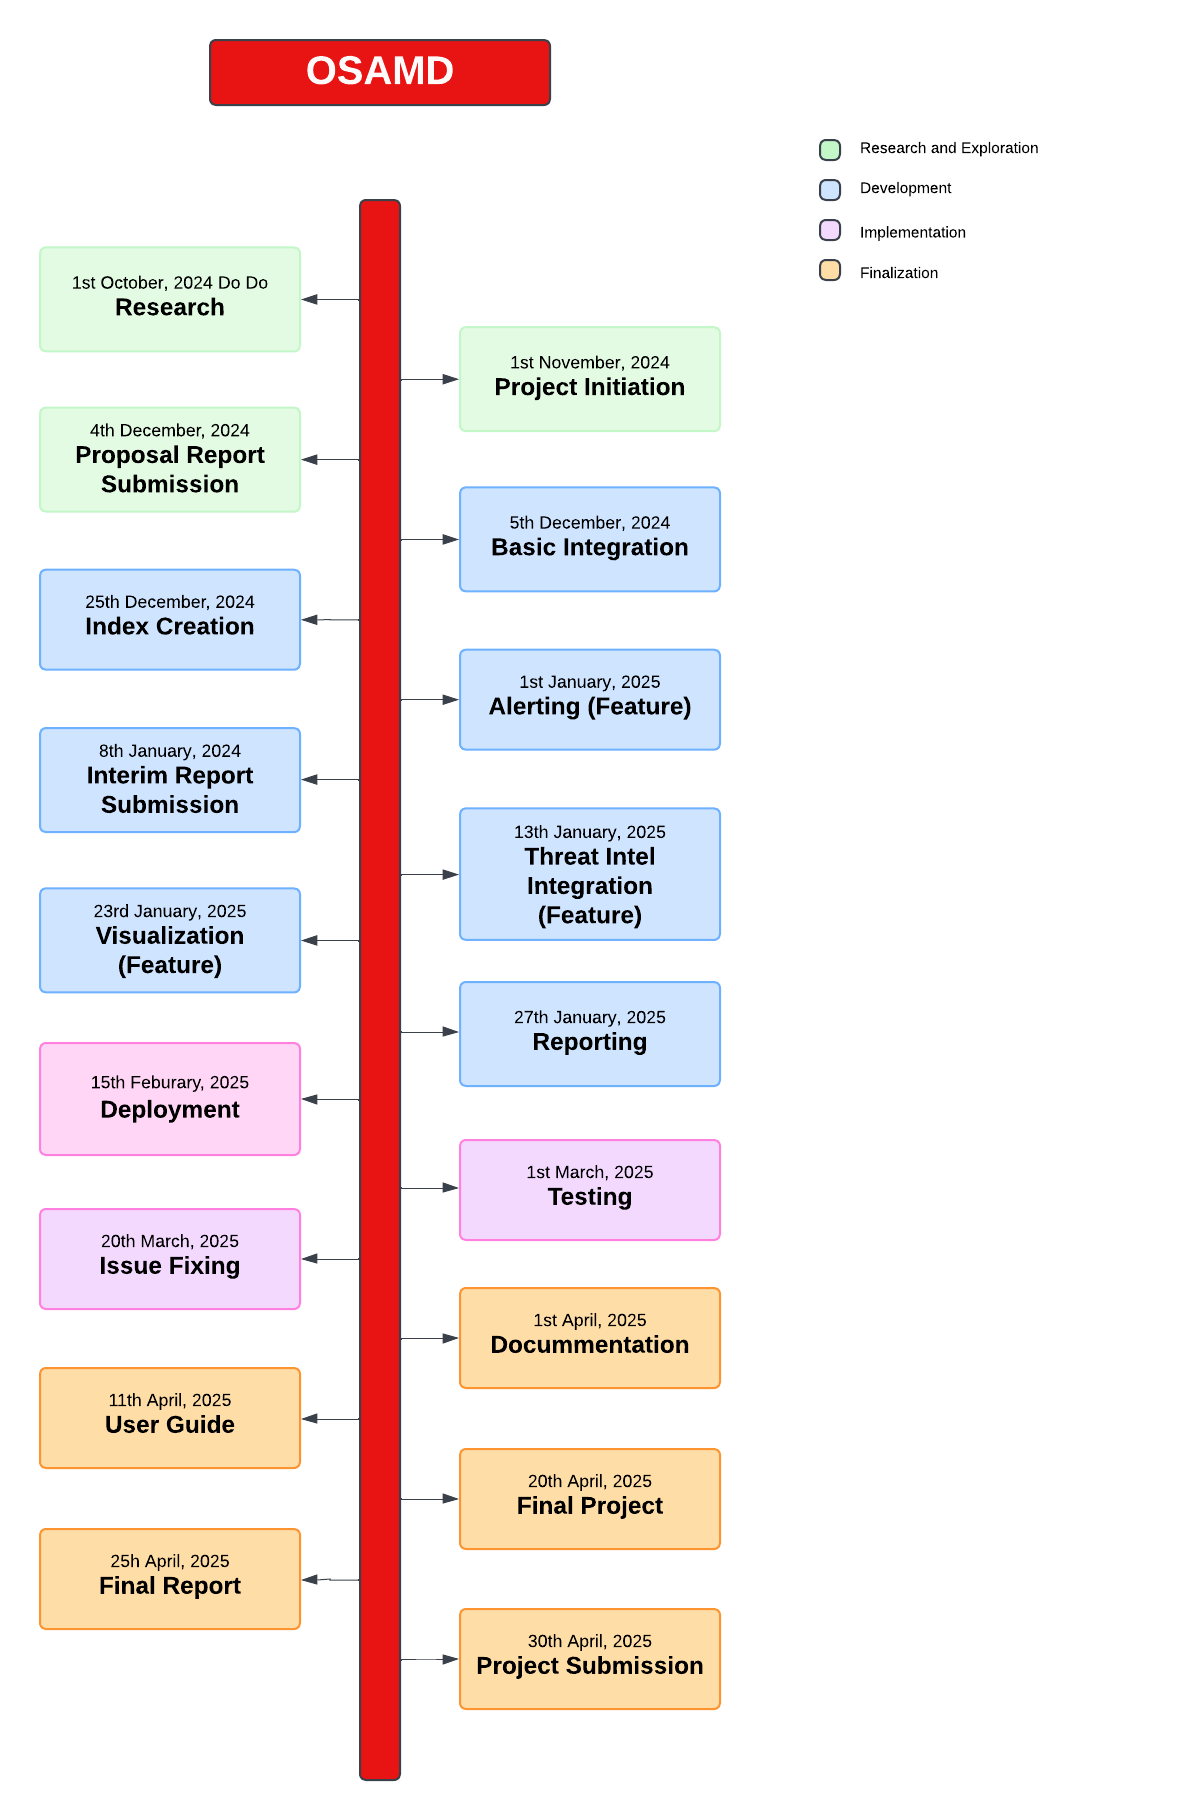 OSAMD
Research and Exploration
Development
Implementation
Finalization
1st October, 2024 Do Do
Research
1st November, 2024
Project Initiation
4th December, 2024
Proposal Report
Submission
5th December, 2024
Basic Integration
25th December, 2024
Index Creation
1st January, 2025
Alerting (Feature)
8th January, 2024
Interim Report
Submission
13th January, 2025
Threat Intel
Integration
(Feature)
23rd January, 2025
Visualization
(Feature)
27th January, 2025
Reporting
15th Feburary, 2025
Deployment
1st March, 2025
Testing
20th March, 2025
Issue Fixing
1st April, 2025
Docummentation
11th April, 2025
User Guide
20th April, 2025
Final Project
25h April, 2025
Final Report
30th April, 2025
Project Submission